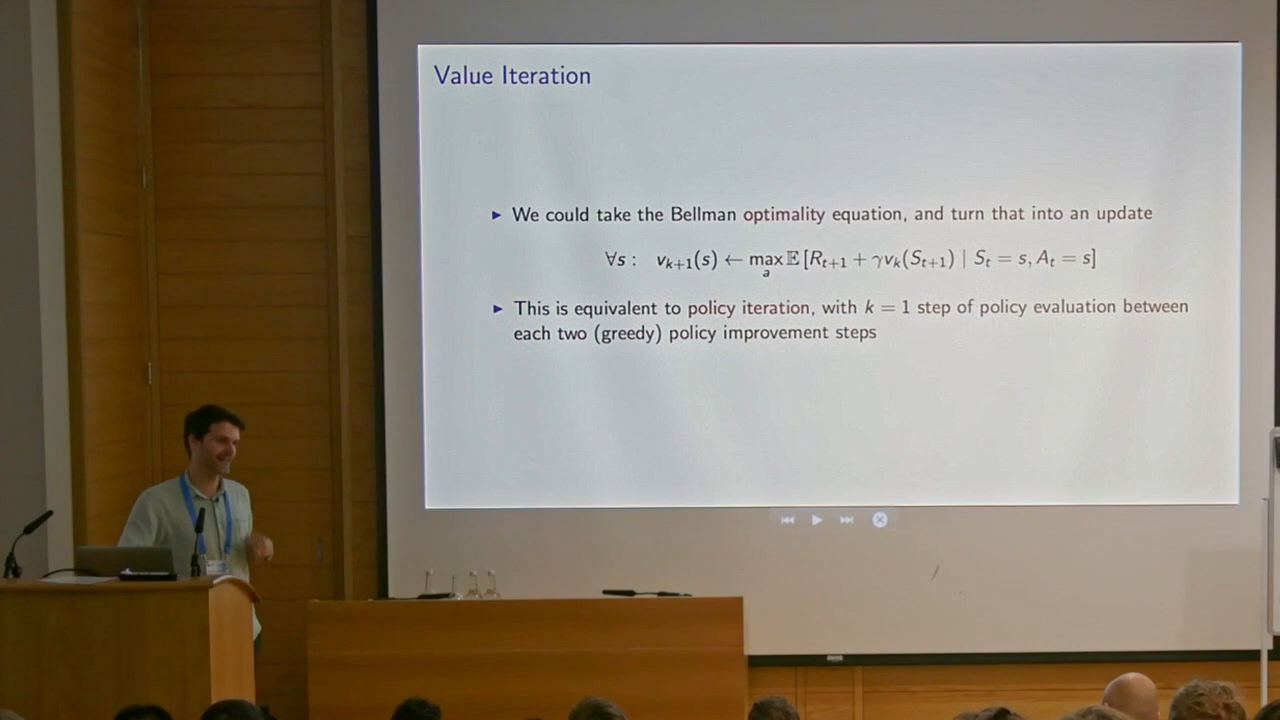 Value Iteration
► We could take the Bellman optimality equation, and turn that into an update
∀s : v_{k+1}(s) ← max_a 𝔼 [R_{t+1} + γv_k(S_{t+1}) | S_t = s, A_t = s]
► This is equivalent to policy iteration, with k = 1 step of policy evaluation between
each two (greedy) policy improvement steps